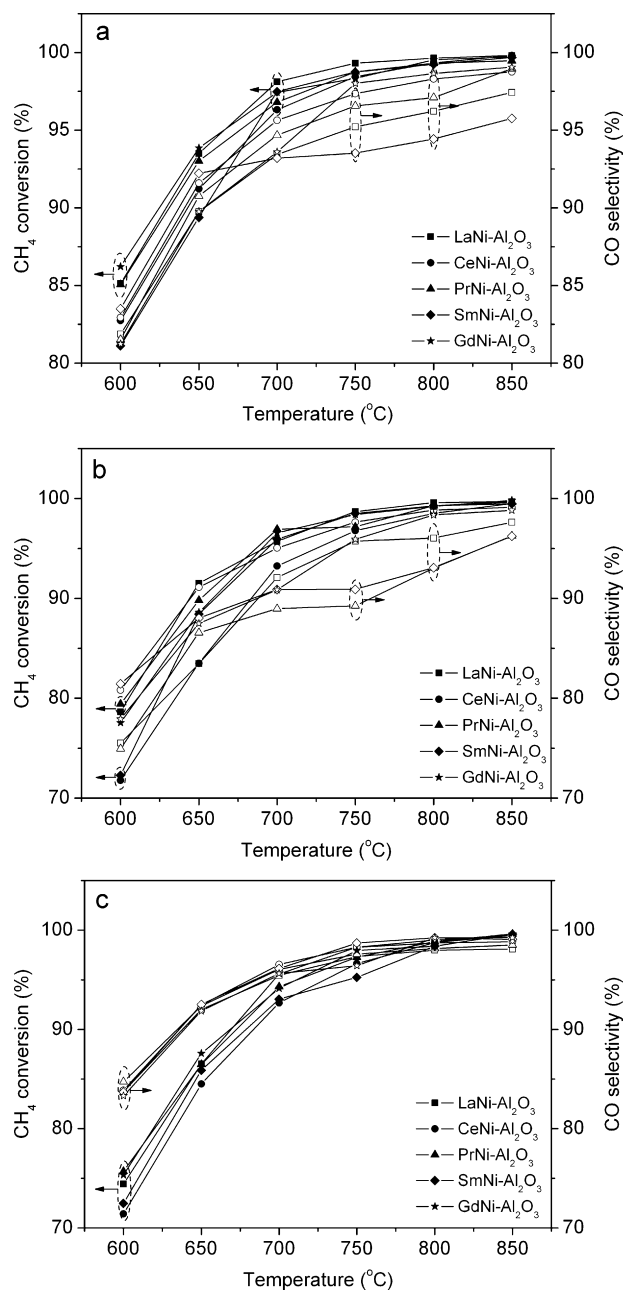 a
100
95
90
85
80
100
95
90
85
80
CH₄ conversion (%)
CO selectivity (%)
LaNi-Al₂O₃
CeNi-Al₂O₃
PrNi-Al₂O₃
SmNi-Al₂O₃
GdNi-Al₂O₃
600 650 700 750 800 850
Temperature (°C)
b
100
90
80
70
100
90
80
70
CH₄ conversion (%)
CO selectivity (%)
LaNi-Al₂O₃
CeNi-Al₂O₃
PrNi-Al₂O₃
SmNi-Al₂O₃
GdNi-Al₂O₃
600 650 700 750 800 850
Temperature (°C)
c
100
90
80
70
100
90
80
70
CH₄ conversion (%)
CO selectivity (%)
LaNi-Al₂O₃
CeNi-Al₂O₃
PrNi-Al₂O₃
SmNi-Al₂O₃
GdNi-Al₂O₃
600 650 700 750 800 850
Temperature (°C)